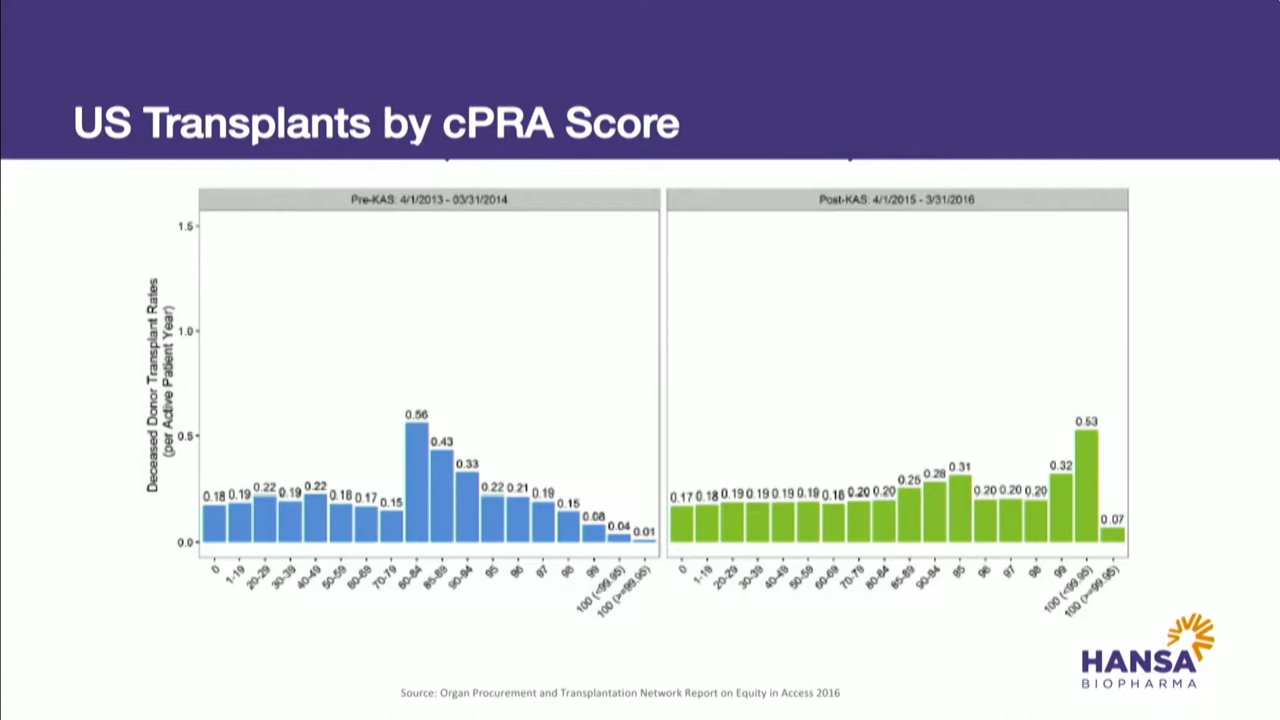 US Transplants by cPRA Score
Pre-KAS: 4/1/2013 - 03/31/2014
Post-KAS: 4/1/2015 - 3/31/2016
Deceased Donor Transplant Rates
(per Active Patient Year)
1.5
1.0
0.5
0.0
0.18 0.19 0.22 0.19 0.22 0.18 0.17 0.15 0.56 0.43 0.33 0.22 0.21 0.19 0.15 0.08 0.04 0.01
0 1-19 20-29 30-39 40-49 50-59 60-69 70-79 80-84 85-89 90-94 95 96 97 98 99 100 (<99.95) 100 (>=99.95)
0.17 0.18 0.19 0.19 0.19 0.19 0.18 0.20 0.20 0.25 0.28 0.31 0.20 0.20 0.20 0.32 0.53 0.07
0 1-19 20-29 30-39 40-49 50-59 60-69 70-79 80-84 85-89 90-94 95 96 97 98 99 100 (<99.95) 100 (>=99.95)
HANSA
BIOPHARMA
Source: Organ Procurement and Transplantation Network Report on Equity in Access 2016